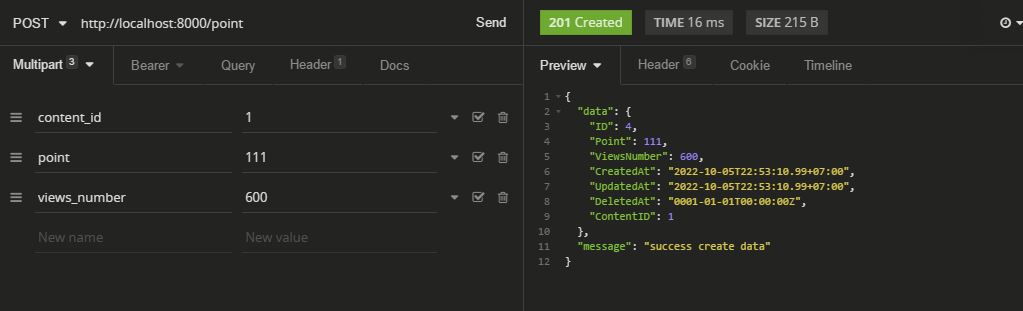 POST http://localhost:8000/point Send
201 Created TIME 16 ms SIZE 215 B
Multipart 3 Bearer Query Header 1 Docs
Preview Header 6 Cookie Timeline
content_id 1
point 111
views_number 600
New name New value
1 {
2 "data": {
3 "ID": 4,
4 "Point": 111,
5 "ViewsNumber": 600,
6 "CreatedAt": "2022-10-05T22:53:10.99+07:00",
7 "UpdatedAt": "2022-10-05T22:53:10.99+07:00",
8 "DeletedAt": "0001-01-01T00:00:00Z",
9 "ContentID": 1
10 },
11 "message": "success create data"
12 }